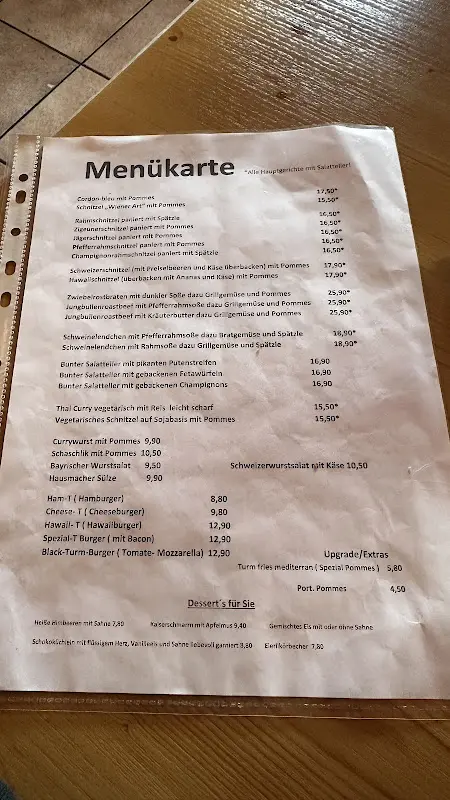 Menükarte *Alle Hauptgerichte mit Salatteller!
Cordon-bleu mit Pommes 17,50*
Schnitzel „Wiener Art" mit Pommes 15,50*
Rahmschnitzel paniert mit Spätzle 16,50*
Zigeunerschnitzel paniert mit Pommes 16,50*
Jägerschnitzel paniert mit Pommes 16,50*
Pfefferrahmschnitzel paniert mit Pommes 16,50*
Champignonrahmschnitzel paniert mit Spätzle 16,50*
Schweizerschnitzel (mit Preiselbeeren und Käse überbacken) mit Pommes 17,90*
Hawaiischnitzel (überbacken mit Ananas und Käse) mit Pommes 17,90*
Zwiebelrostbraten mit dunkler Soße dazu Grillgemüse und Pommes 25,90*
Jungbullenroastbeef mit Pfefferrahmsoße dazu Grillgemüse und Pommes 25,90*
Jungbullenroastbeef mit Kräuterbutter dazu Grillgemüse und Pommes 25,90*
Schweinelendchen mit Pfefferrahmsoße dazu Bratgemüse und Spätzle 18,90*
Schweinelendchen mit Rahmsoße dazu Grillgemüse und Spätzle 18,90*
Bunter Salatteller mit pikanten Putenstreifen 16,90
Bunter Salatteller mit gebackenen Fetawürfeln 16,90
Bunter Salatteller mit gebackenen Champignons 16,90
Thai Curry vegetarisch mit Reis leicht scharf 15,50*
Vegetarisches Schnitzel auf Sojabasis mit Pommes 15,50*
Currywurst mit Pommes 9,90
Schaschlik mit Pommes 10,50
Bayrischer Wurstsalat 9,50 Schweizerwurstsalat mit Käse 10,50
Hausmacher Sülze 9,90
Ham-T ( Hamburger) 8,80
Cheese- T ( Cheeseburger) 9,80
Hawaii- T ( Hawaiiburger) 12,90
Spezial-T Burger ( mit Bacon) 12,90
Black-Turm-Burger ( Tomate- Mozzarella) 12,90 Upgrade/Extras
Turm fries mediterran ( Spezial Pommes ) 5,80
Port. Pommes 4,50
Dessert´s für Sie
Heiße Himbeeren mit Sahne 7,80 Kaiserschmarrn mit Apfelmus 9,40 Gemischtes Eis mit oder ohne Sahne
Schokoküchlein mit flüssigem Herz, Vanilleeis und Sahne liebevoll garniert 8,80 Eierlikörbecher 7,80